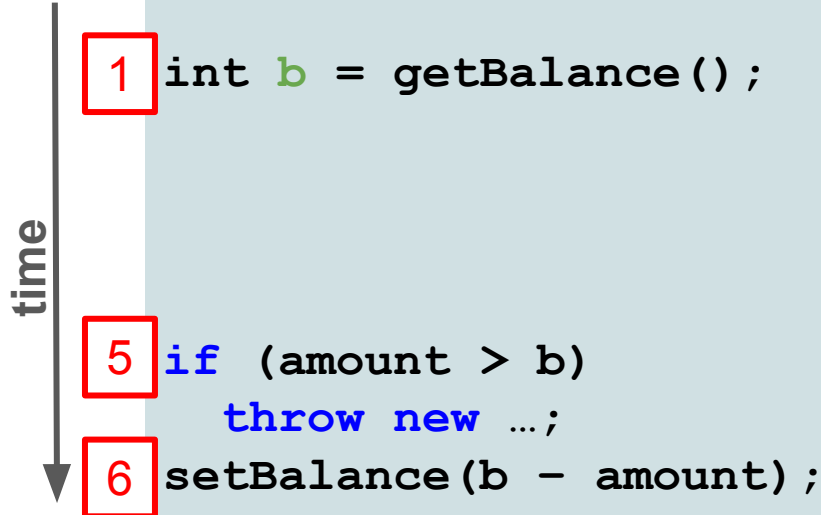 time
1 int b = getBalance();
5 if (amount > b)
throw new …;
6 setBalance(b – amount);